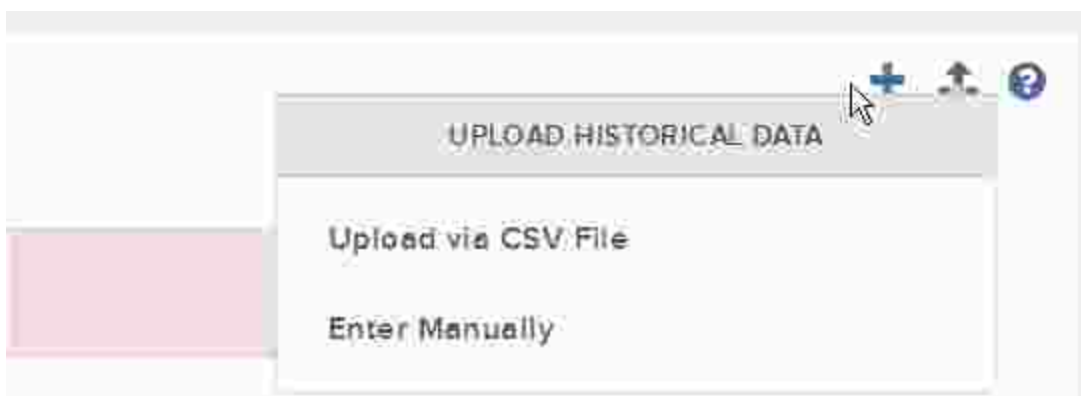 UPLOAD HISTORICAL DATA
Upload via CSV File
Enter Manually